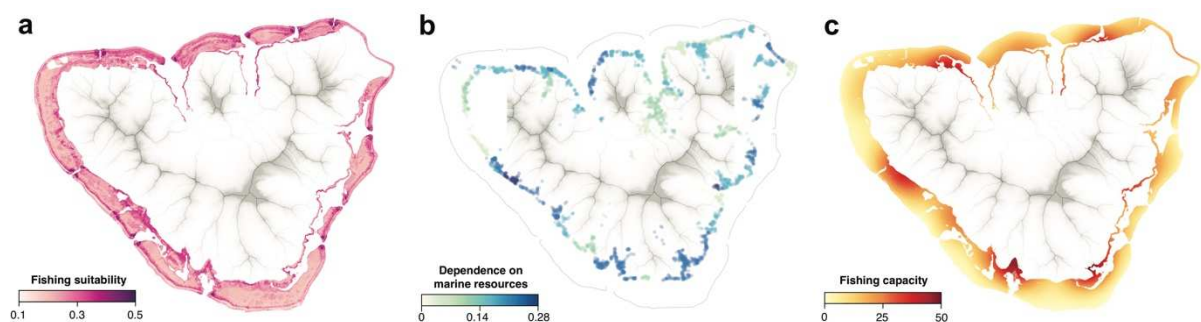 a
b
c
Fishing suitability
0.1 0.3 0.5
Dependence on
marine resources
0 0.14 0.28
Fishing capacity
0 25 50